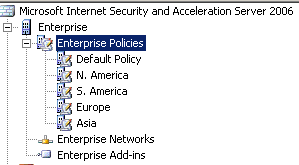 Microsoft Internet Security and Acceleration Server 2006
Enterprise
Enterprise Policies
Default Policy
N. America
S. America
Europe
Asia
Enterprise Networks
Enterprise Add-ins